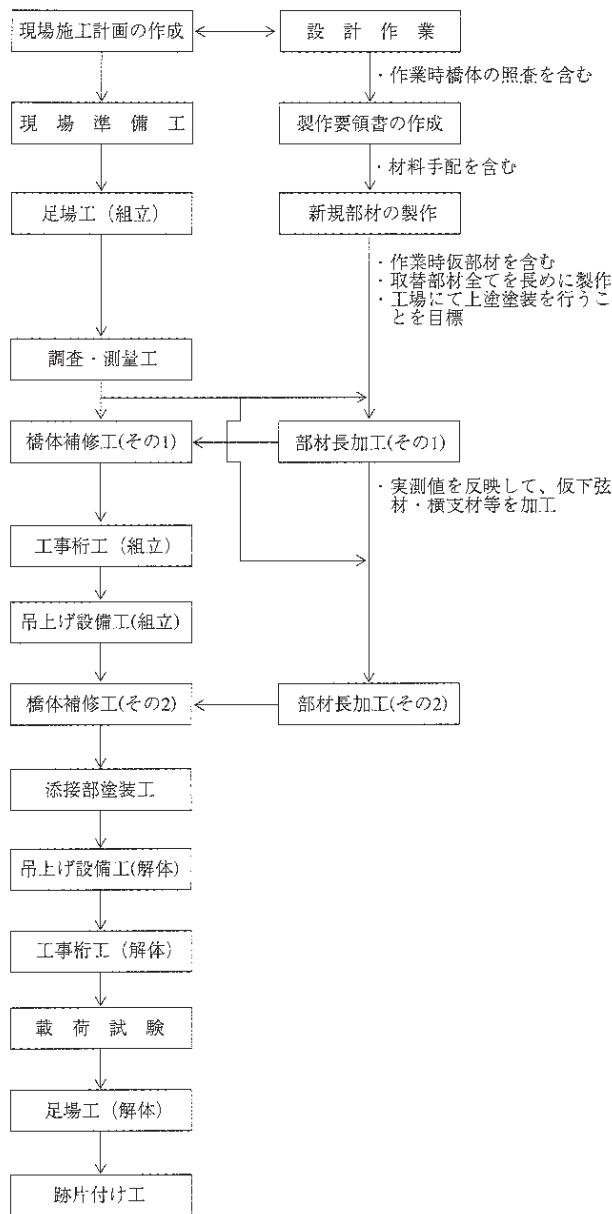 現場施工計画の作成
設計作業
・作業時橋体の照査を含む
現場準備工
製作要領書の作成
・材料手配を含む
足場工（組立）
新規部材の製作
・作業時仮部材を含む
・取替部材全てを長めに製作
・工場にて上塗塗装を行うこ
とを目標
調査・測量工
橋体補修工(その1)
部材長加工(その1)
・実測値を反映して、仮下弦
材・横支材等を加工
工事桁工（組立）
吊上げ設備工(組立)
橋体補修工(その2)
部材長加工(その2)
添接部塗装工
吊上げ設備工(解体)
工事桁工（解体）
載荷試験
足場工（解体）
跡片付け工